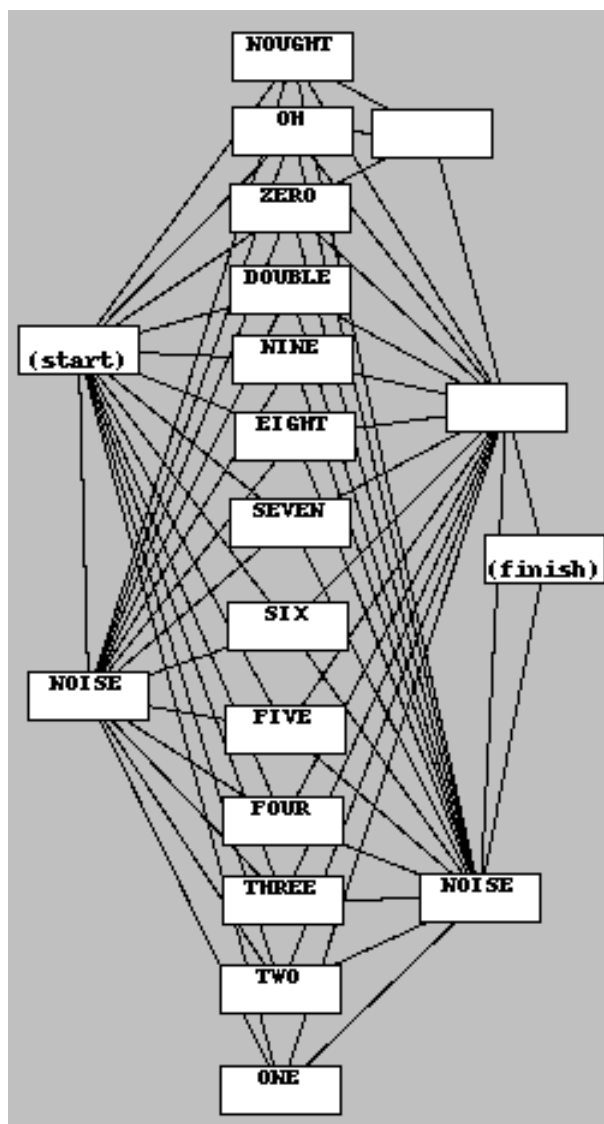 NOUGHT
OH
ZERO
DOUBLE
NINE
(start)
EIGHT
SEVEN
(finish)
SIX
NOISE
FIVE
FOUR
THREE
NOISE
TWO
ONE